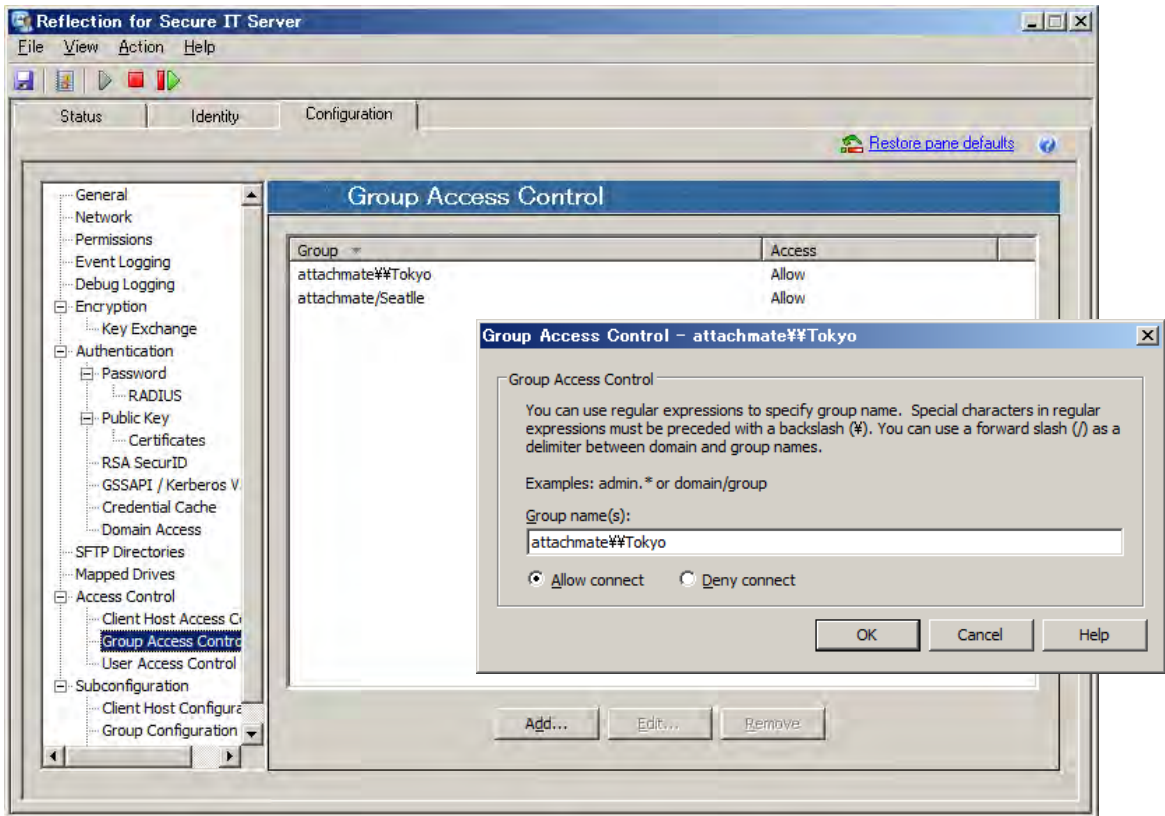 Reflection for Secure IT Server
File View Action Help
Status Identity Configuration
Restore pane defaults
General
Network
Permissions
Event Logging
Debug Logging
Encryption
Key Exchange
Authentication
Password
RADIUS
Public Key
Certificates
RSA SecurID
GSSAPI / Kerberos V
Credential Cache
Domain Access
SFTP Directories
Mapped Drives
Access Control
Client Host Access C
Group Access Contro
User Access Control
Subconfiguration
Client Host Configura
Group Configuration
Group Access Control
Group Access
attachmate¥¥Tokyo Allow
attachmate/Seatlle Allow
Add... Edit... Remove
Group Access Control - attachmate¥¥Tokyo
Group Access Control
You can use regular expressions to specify group name. Special characters in regular
expressions must be preceded with a backslash (¥). You can use a forward slash (/) as a
delimiter between domain and group names.
Examples: admin.* or domain/group
Group name(s):
attachmate¥¥Tokyo
Allow connect Deny connect
OK Cancel Help